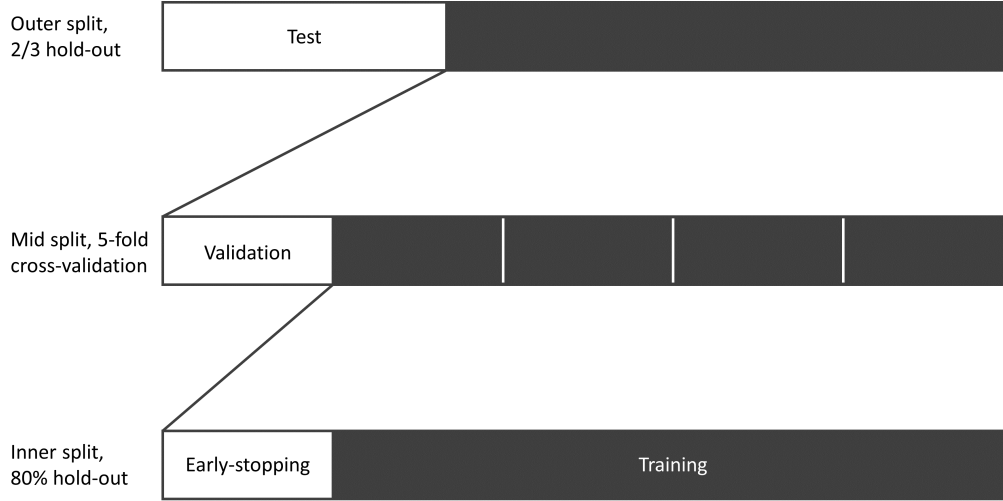 Outer split,
2/3 hold-out
Test
Mid split, 5-fold
cross-validation
Validation
Inner split,
80% hold-out
Early-stopping
Training